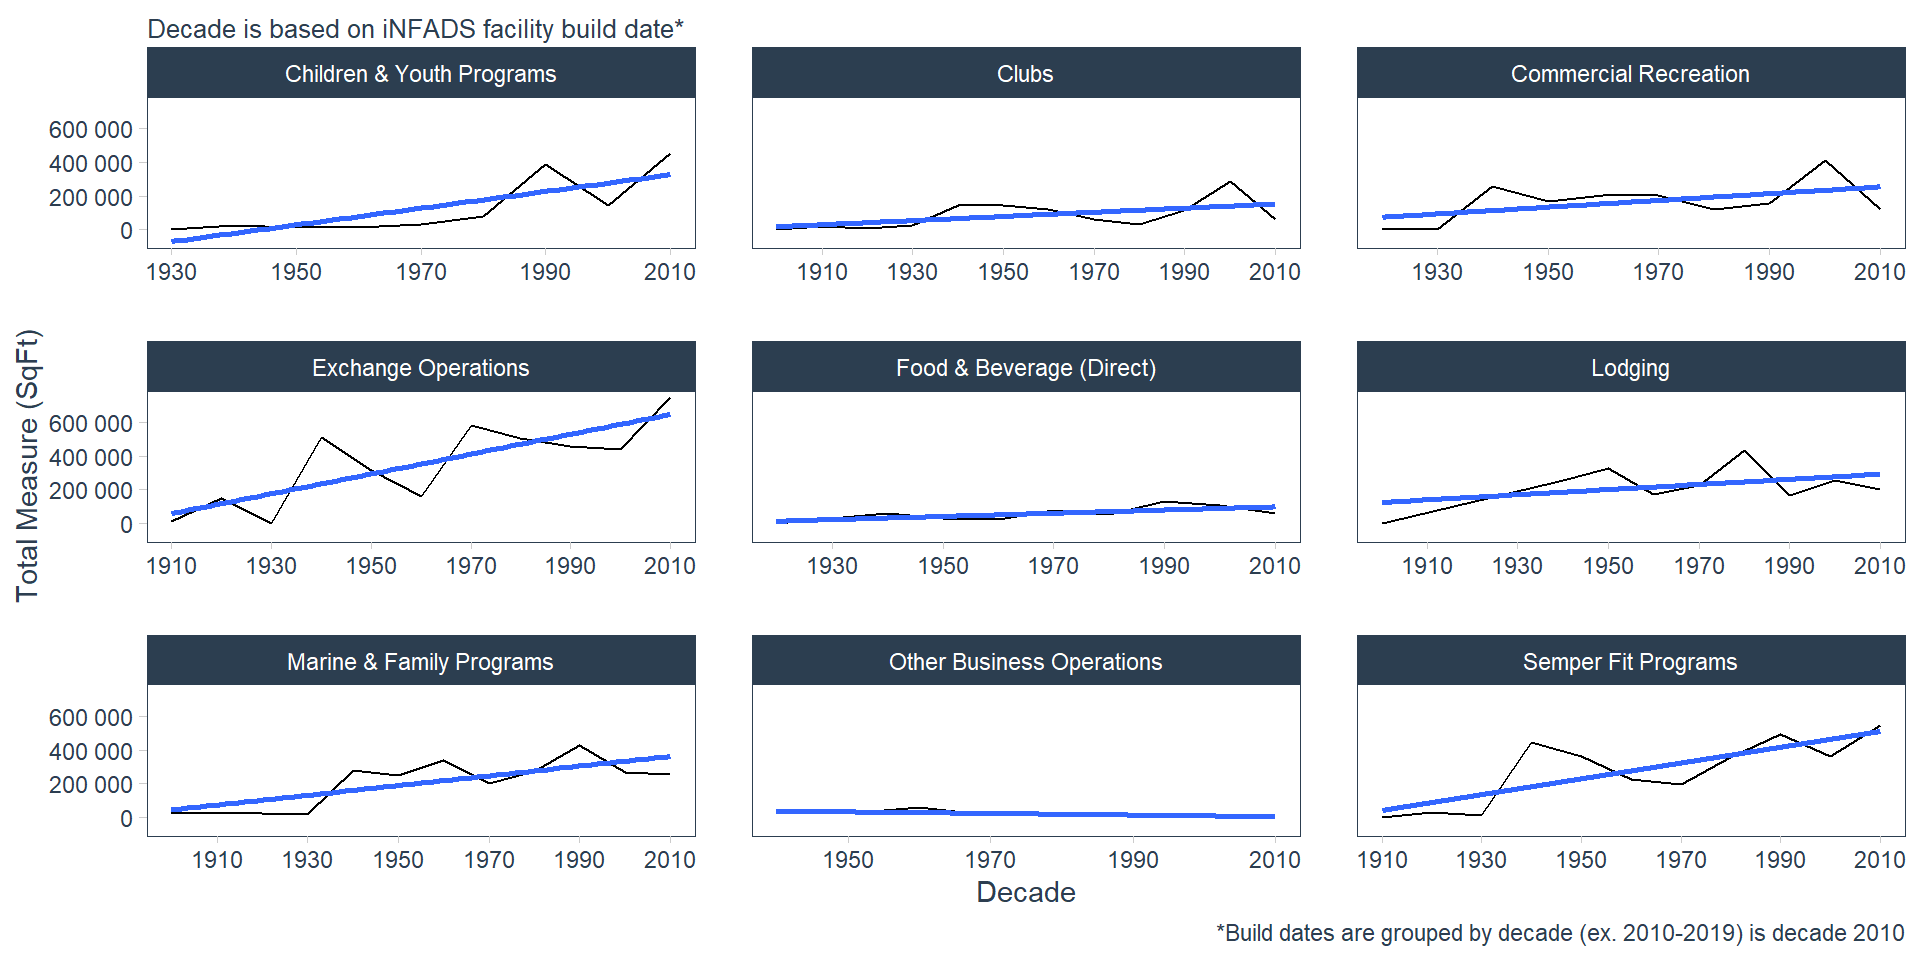 Decade is based on iNFADS facility build date*
Children & Youth Programs
Clubs
Commercial Recreation
600 000
400 000
200 000
0
1930 1950 1970 1990 2010
1910 1930 1950 1970 1990 2010
1930 1950 1970 1990 2010
Total Measure (SqFt)
Exchange Operations
Food & Beverage (Direct)
Lodging
600 000
400 000
200 000
0
1910 1930 1950 1970 1990 2010
1930 1950 1970 1990 2010
1910 1930 1950 1970 1990 2010
Marine & Family Programs
Other Business Operations
Semper Fit Programs
600 000
400 000
200 000
0
1910 1930 1950 1970 1990 2010
1950 1970 1990 2010
1910 1930 1950 1970 1990 2010
Decade
*Build dates are grouped by decade (ex. 2010-2019) is decade 2010